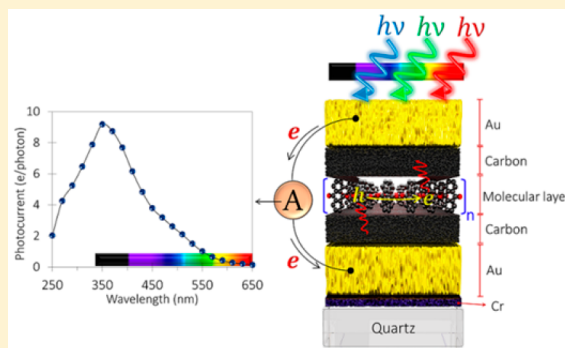 hν hν hν
10
8
6
4
2
0
Photocurrent (e/photon)
250 350 450 550 650
Wavelength (nm)
A
e
e
h
e
n
Au
Carbon
Molecular layer
Carbon
Au
Cr
Quartz